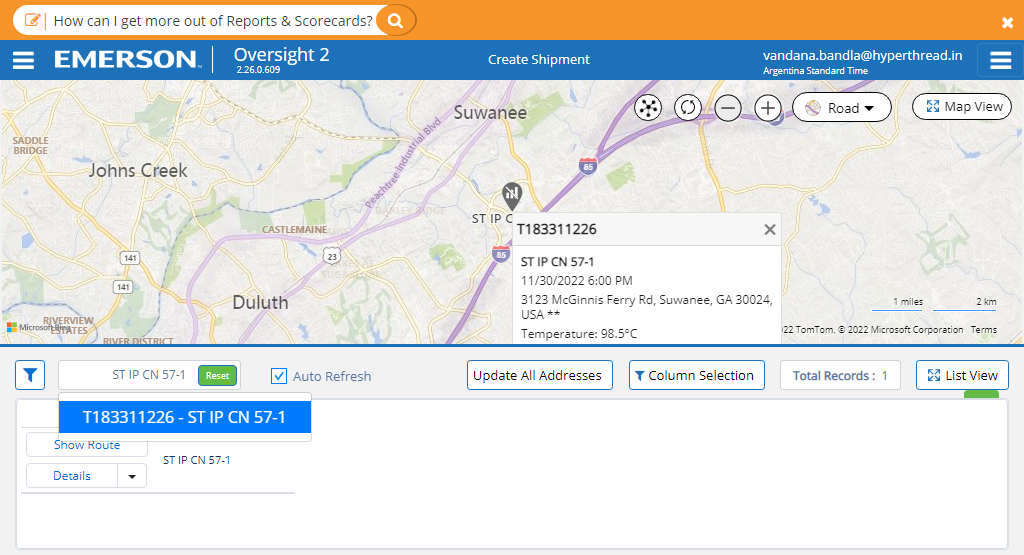 How can I get more out of Reports & Scorecards?
EMERSON
Oversight 2
2.26.0.609
Create Shipment
vandana.bandla@hyperthread.in
Argentina Standard Time
Suwanee
Road
Map View
SADDLE
BRIDGE
Johns Creek
Peachtree Industrial Blvd
85
ST IP C
CASTLEMAINE
141
23
85
141
Duluth
RIVERVIEW
ESTATES
RIVER DISTRICT
Microsoft Bing
T183311226
ST IP CN 57-1
11/30/2022 6:00 PM
3123 McGinnis Ferry Rd, Suwanee, GA 30024,
USA **
Temperature: 98.5°C
1 miles
2 km
22 TomTom, © 2022 Microsoft Corporation Terms
ST IP CN 57-1
Reset
Auto Refresh
Update All Addresses
Column Selection
Total Records : 1
List View
T183311226 - ST IP CN 57-1
Show Route
ST IP CN 57-1
Details